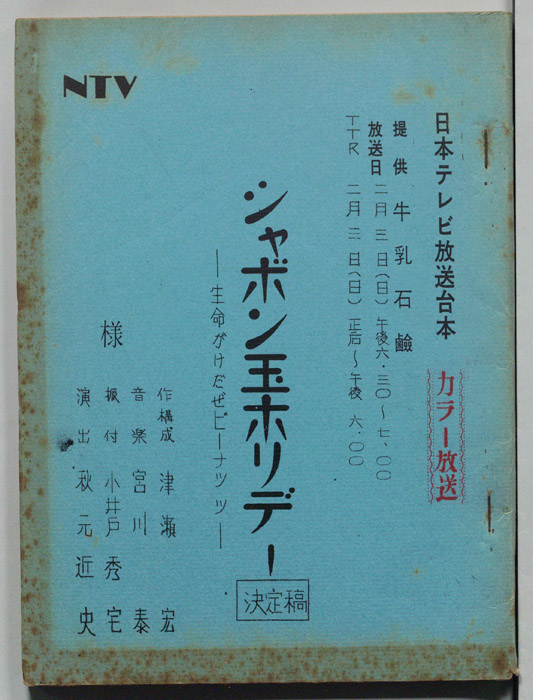 NTV
日本テレビ放送台本
カラー放送
提供 牛乳石鹼
放送日 二月三日(日)午後六・三〇〜七・〇〇
TTR 二月三日(日)正后〜午後六・〇〇
シャボン玉ホリデー
決定稿
―生命がけだぜピーナッツ―
作構成 津瀬宏
音楽 宮川泰
振付 小井戸秀宅
演出 秋元近史
様